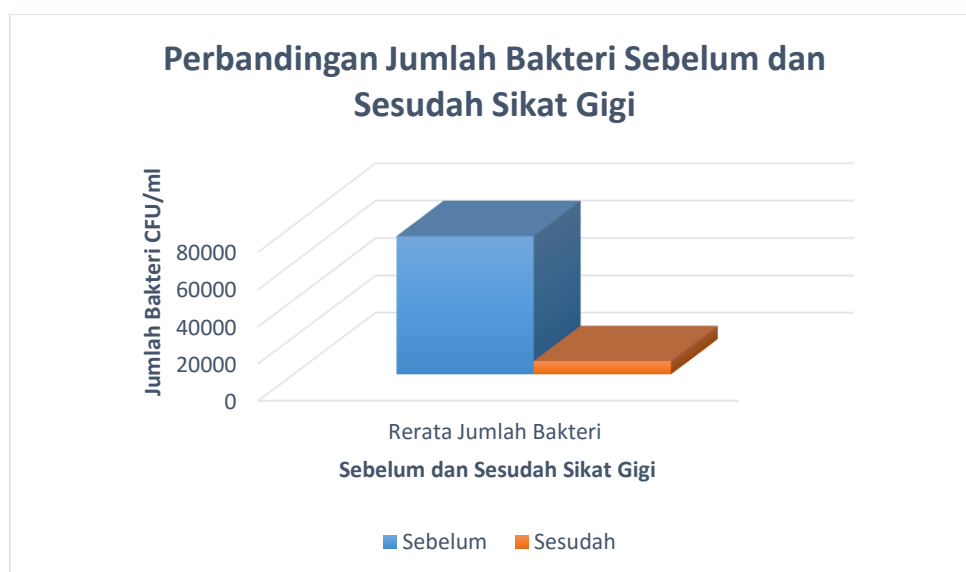 Perbandingan Jumlah Bakteri Sebelum dan
Sesudah Sikat Gigi
Jumlah Bakteri CFU/ml
80000
60000
40000
20000
0
Rerata Jumlah Bakteri
Sebelum dan Sesudah Sikat Gigi
Sebelum
Sesudah